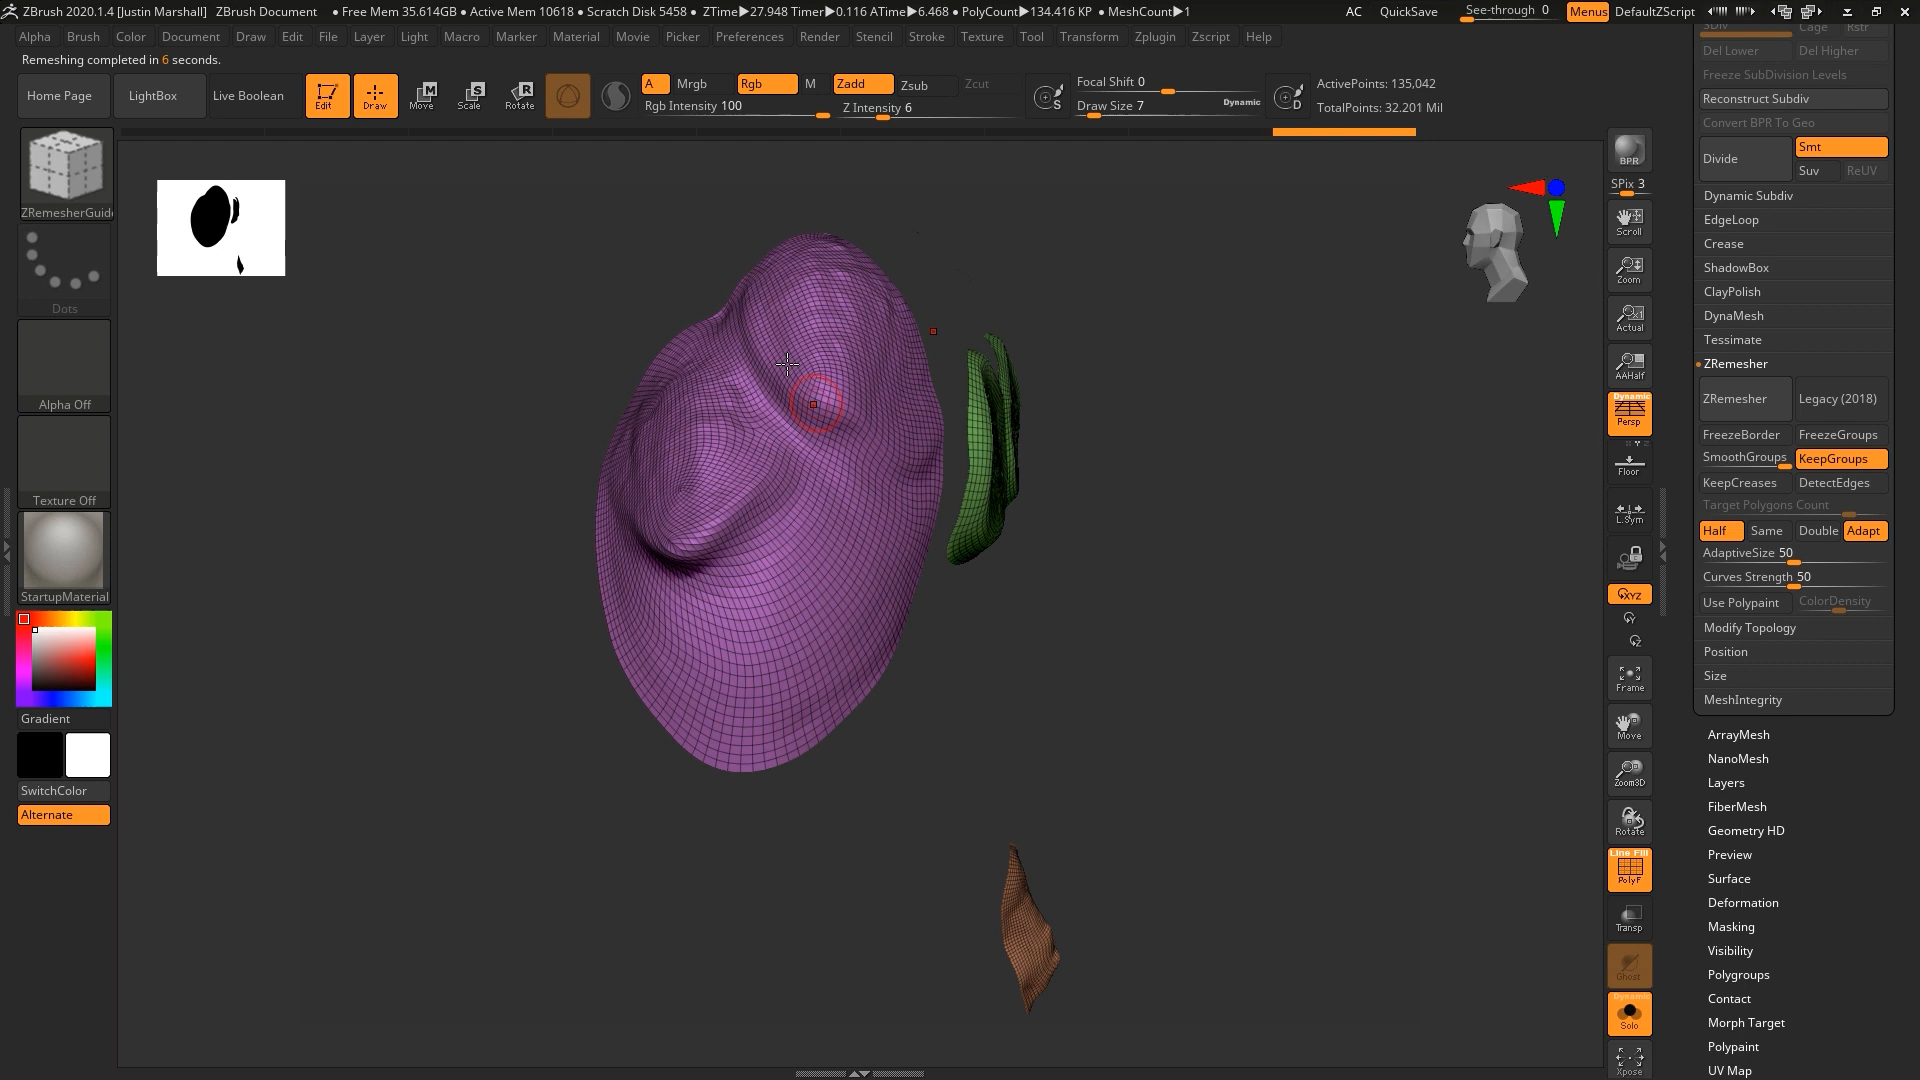 ZBrush 2020.1.4 [Justin Marshall] ZBrush Document ● Free Mem 35.614GB ● Active Mem 10618 ● Scratch Disk 5458 ● ZTime▶27.948 Timer▶0.116 ATime▶6.468 ● PolyCount▶134.416 KP ● MeshCount▶1 AC QuickSave See-through 0 Menus DefaultZScript
Alpha Brush Color Document Draw Edit File Layer Light Macro Marker Material Movie Picker Preferences Render Stencil Stroke Texture Tool Transform Zplugin Zscript Help
Remeshing completed in 6 seconds.
Home Page LightBox Live Boolean Edit Draw Move Scale Rotate
A Mrgb Rgb M Zadd Zsub Zcut
Rgb Intensity 100 Z Intensity 6
S Focal Shift 0
Draw Size 7 Dynamic
D ActivePoints: 135,042
TotalPoints: 32.201 Mil
ZRemesherGuid
Dots
Alpha Off
Texture Off
StartupMaterial
Gradient
SwitchColor
Alternate
BPR
SPix 3
Scroll
Zoom
Actual
AAHalf
Dynamic
Persp
Floor
L.Sym
XYZ
Y
Z
Frame
Move
Zoom3D
Rotate
Line Fill
PolyF
Transp
Ghost
Dynamic
Solo
Xpose
SDiv Cage Rstr
Del Lower Del Higher
Freeze SubDivision Levels
Reconstruct Subdiv
Convert BPR To Geo
Divide Smt
Suv ReUV
Dynamic Subdiv
EdgeLoop
Crease
ShadowBox
ClayPolish
DynaMesh
Tessimate
ZRemesher
ZRemesher Legacy (2018)
FreezeBorder FreezeGroups
SmoothGroups KeepGroups
KeepCreases DetectEdges
Target Polygons Count
Half Same Double Adapt
AdaptiveSize 50
Curves Strength 50
Use Polypaint ColorDensity
Modify Topology
Position
Size
MeshIntegrity
ArrayMesh
NanoMesh
Layers
FiberMesh
Geometry HD
Preview
Surface
Deformation
Masking
Visibility
Polygroups
Contact
Morph Target
Polypaint
UV Map